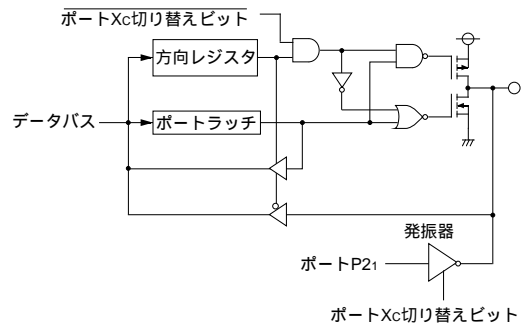 ポートXc切り替えビット
方向レジスタ
データバス
ポートラッチ
発振器
ポートP21
ポートXc切り替えビット